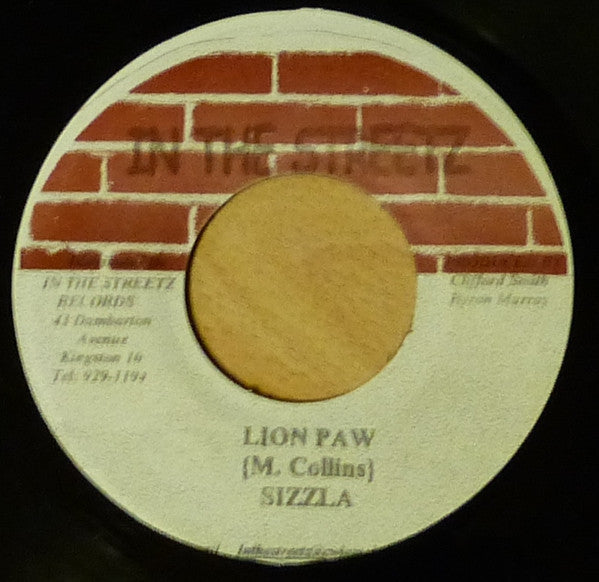 IN THE STREETZ
IN THE STREETZ
RECORDS
41 Dumbarton
Avenue
Kingston 10
Tel: 929-1194
Clifford Smith
Byron Murray
LION PAW
{M. Collins}
SIZZLA